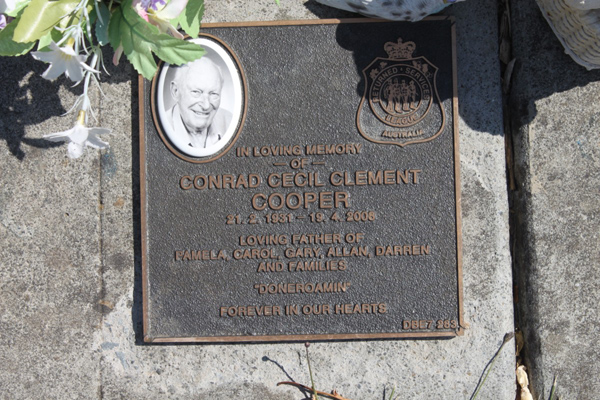 RETURNED · SERVICES
LEAGUE
AUSTRALIA
IN LOVING MEMORY
— OF —
CONRAD CECIL CLEMENT
COOPER
21. 2. 1931 – 19. 4. 2006
LOVING FATHER OF
PAMELA, CAROL, GARY, ALLAN, DARREN
AND FAMILIES
"DONEROAMIN"
FOREVER IN OUR HEARTS